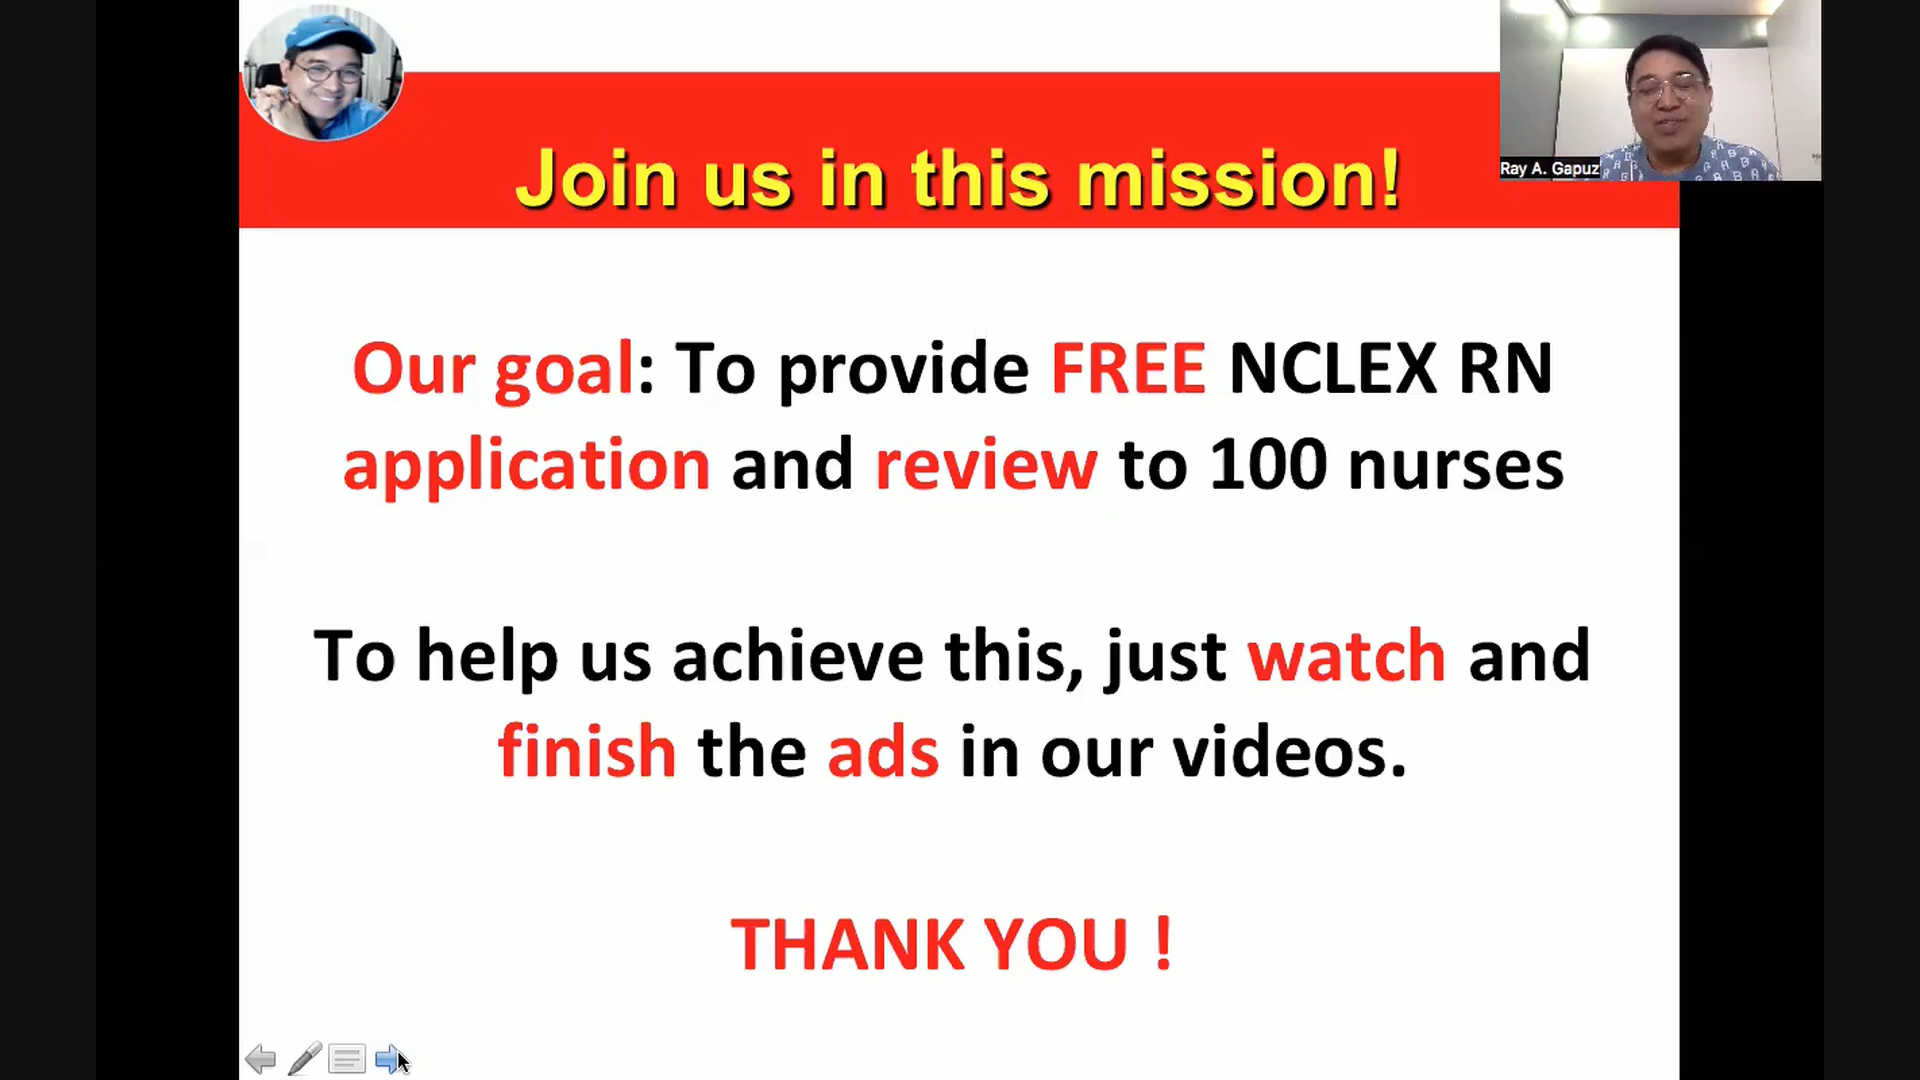 Join us in this mission!
Ray A. Gapuz
Our goal: To provide FREE NCLEX RN
application and review to 100 nurses
To help us achieve this, just watch and
finish the ads in our videos.
THANK YOU !